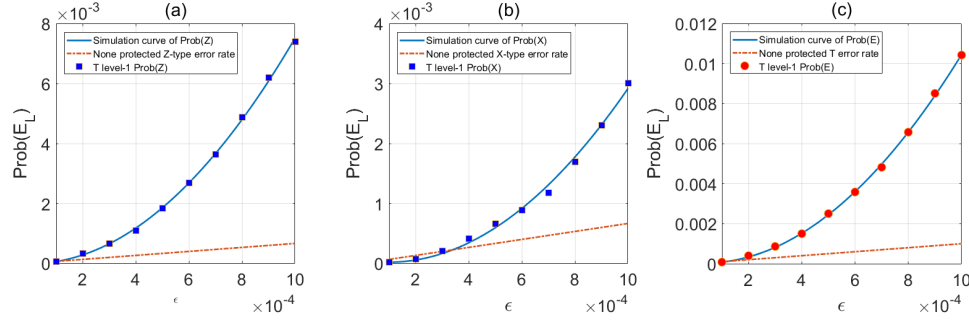 (a)
×10⁻³
Simulation curve of Prob(Z)
None protected Z-type error rate
T level-1 Prob(Z)
Prob(E_L)
8
6
4
2
0
2 4 6 8 10
ϵ
×10⁻⁴
(b)
×10⁻³
Simulation curve of Prob(X)
None protected X-type error rate
T level-1 Prob(X)
Prob(E_L)
4
3
2
1
0
2 4 6 8 10
ϵ
×10⁻⁴
(c)
Simulation curve of Prob(E)
None protected T error rate
T level-1 Prob(E)
Prob(E_L)
0.012
0.01
0.008
0.006
0.004
0.002
0
2 4 6 8 10
ϵ
×10⁻⁴